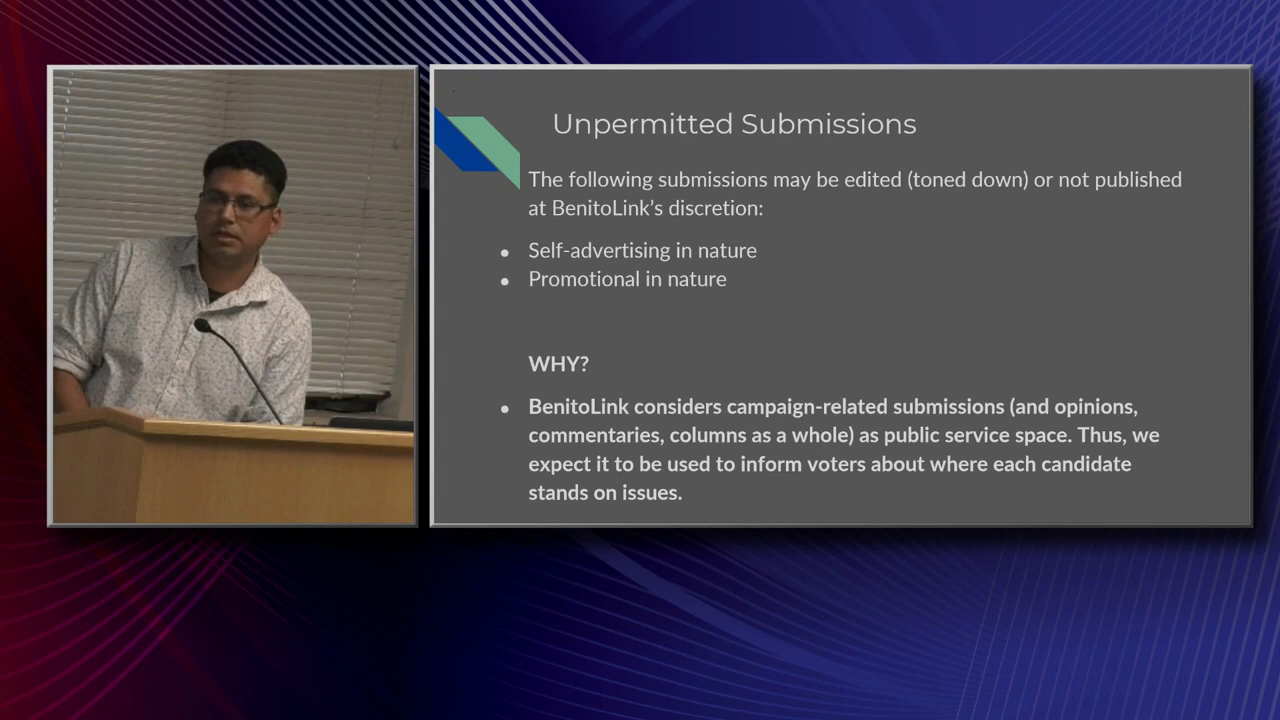 Unpermitted Submissions
The following submissions may be edited (toned down) or not published
at BenitoLink’s discretion:
● Self-advertising in nature
● Promotional in nature
WHY?
● BenitoLink considers campaign-related submissions (and opinions,
commentaries, columns as a whole) as public service space. Thus, we
expect it to be used to inform voters about where each candidate
stands on issues.